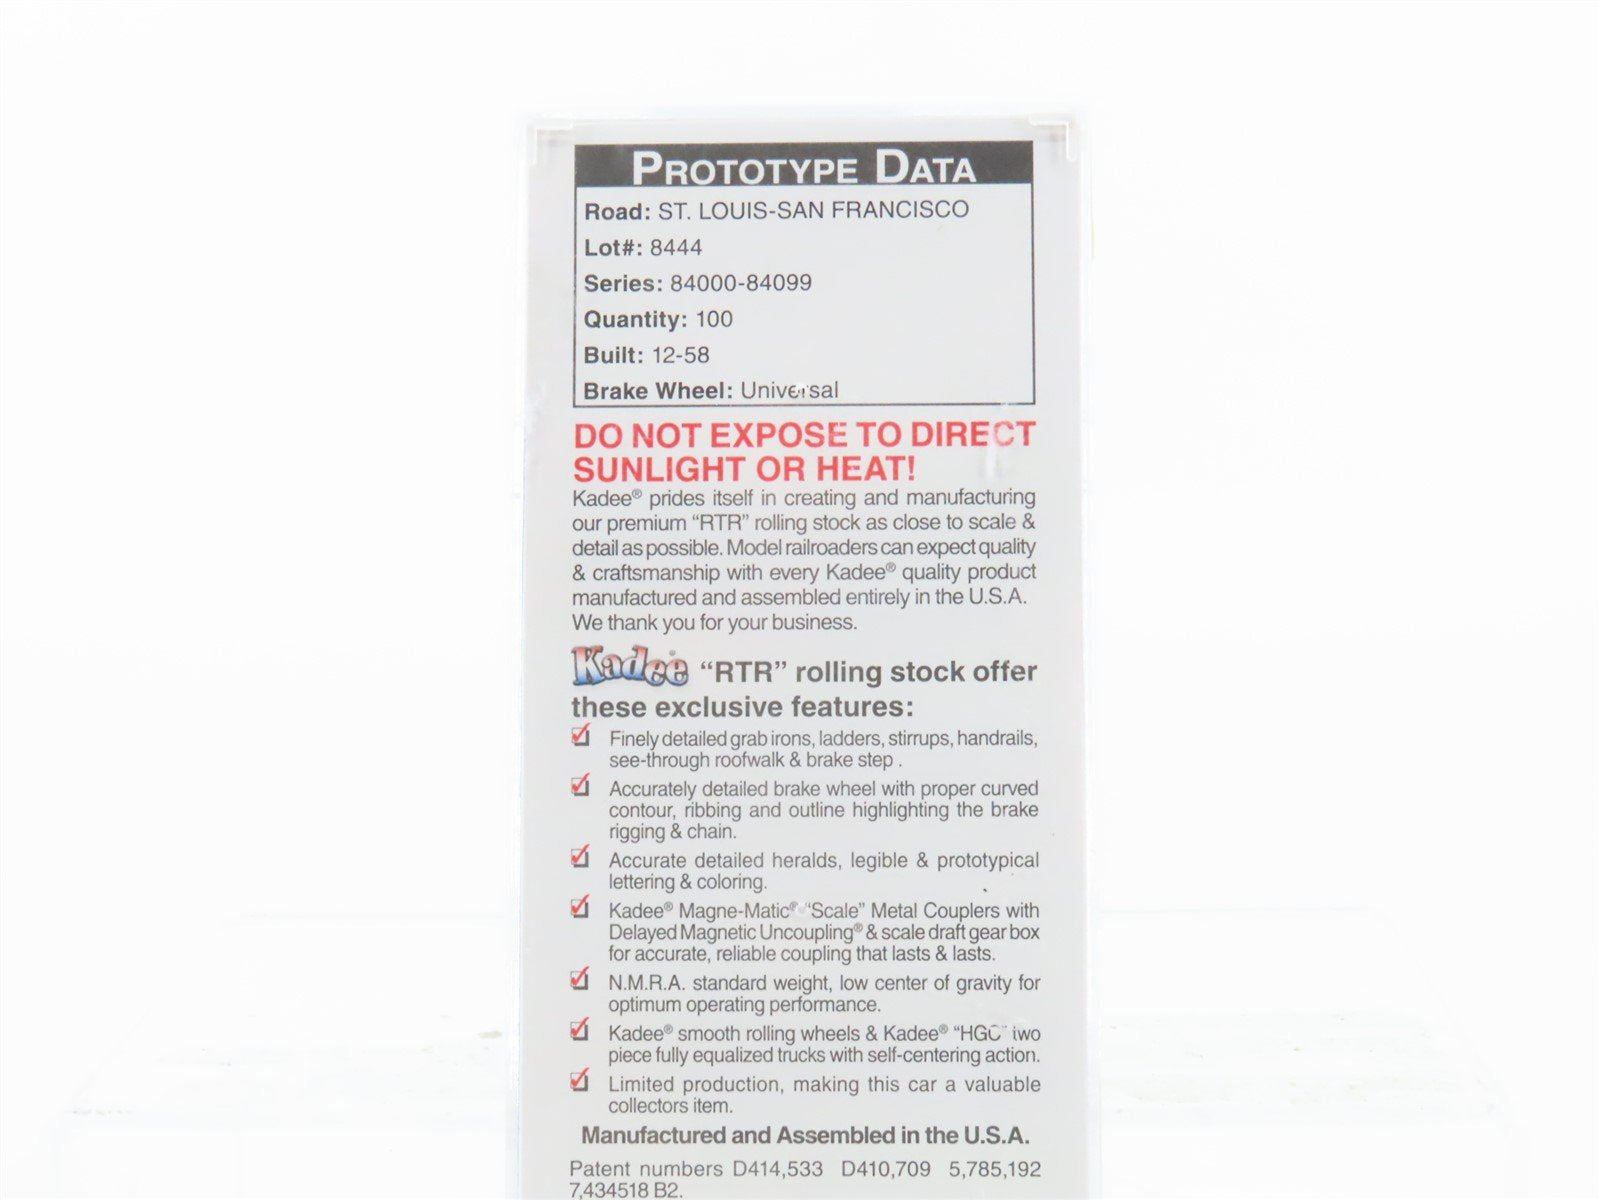 PROTOTYPE DATA
Road: ST. LOUIS-SAN FRANCISCO
Lot#: 8444
Series: 84000-84099
Quantity: 100
Built: 12-58
Brake Wheel: Universal
DO NOT EXPOSE TO DIRECT
SUNLIGHT OR HEAT!
Kadee® prides itself in creating and manufacturing
our premium “RTR” rolling stock as close to scale &
detail as possible. Model railroaders can expect quality
& craftsmanship with every Kadee® quality product
manufactured and assembled entirely in the U.S.A.
We thank you for your business.
Kadee® “RTR” rolling stock offer
these exclusive features:
Finely detailed grab irons, ladders, stirrups, handrails,
see-through roofwalk & brake step .
Accurately detailed brake wheel with proper curved
contour, ribbing and outline highlighting the brake
rigging & chain.
Accurate detailed heralds, legible & prototypical
lettering & coloring.
Kadee® Magne-Matic® “Scale” Metal Couplers with
Delayed Magnetic Uncoupling® & scale draft gear box
for accurate, reliable coupling that lasts & lasts.
N.M.R.A. standard weight, low center of gravity for
optimum operating performance.
Kadee® smooth rolling wheels & Kadee® “HGC” two
piece fully equalized trucks with self-centering action.
Limited production, making this car a valuable
collectors item.
Manufactured and Assembled in the U.S.A.
Patent numbers D414,533 D410,709 5,785,192
7,434518 B2.